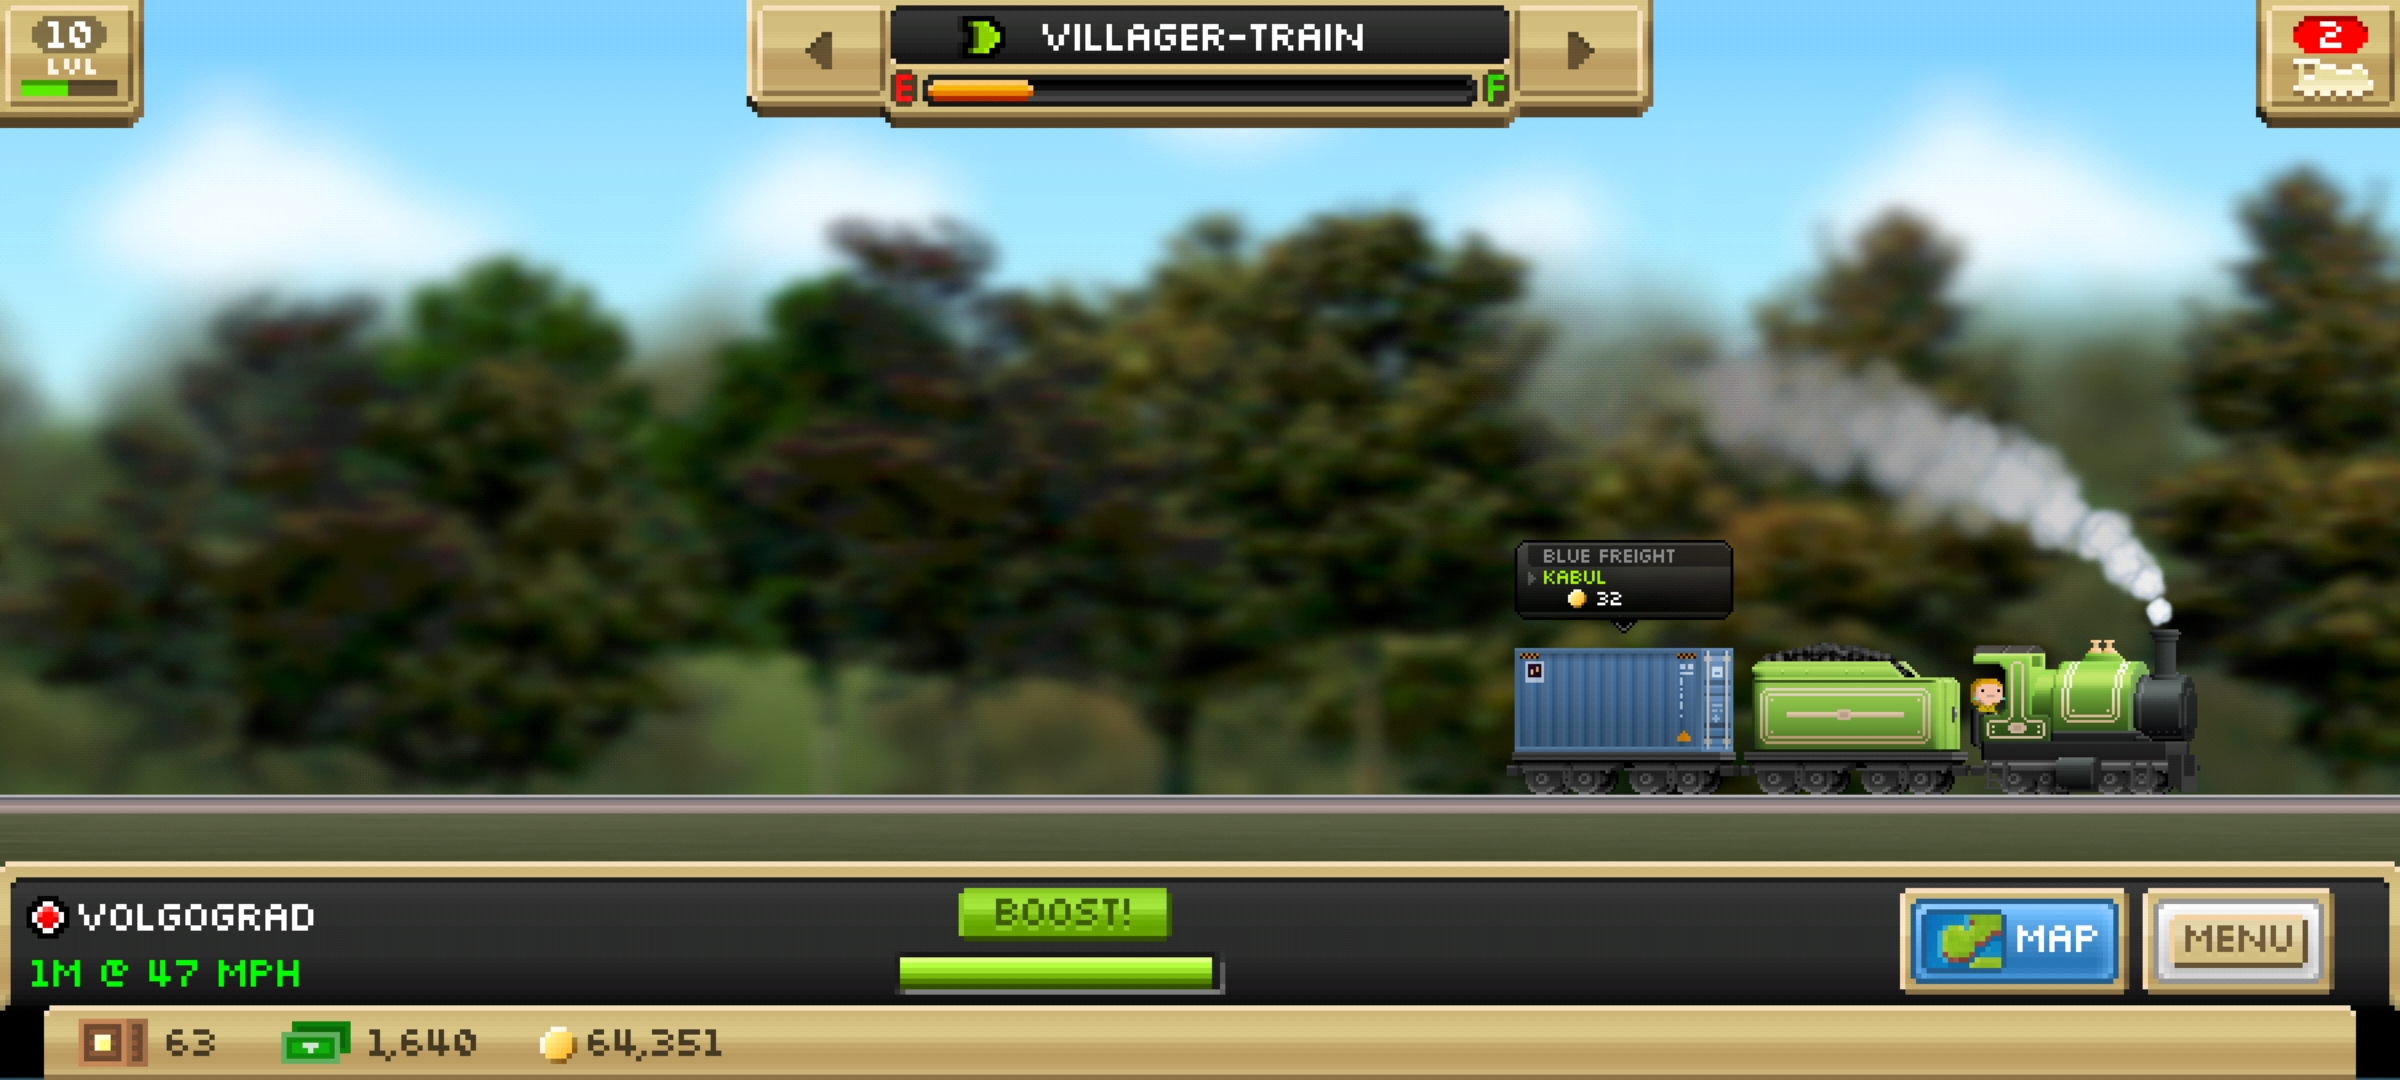 10
LVL
VILLAGER-TRAIN
E F
2
BLUE FREIGHT
KABUL
32
VOLGOGRAD
1M @ 47 MPH
BOOST!
MAP
MENU
63
1,640
64,351